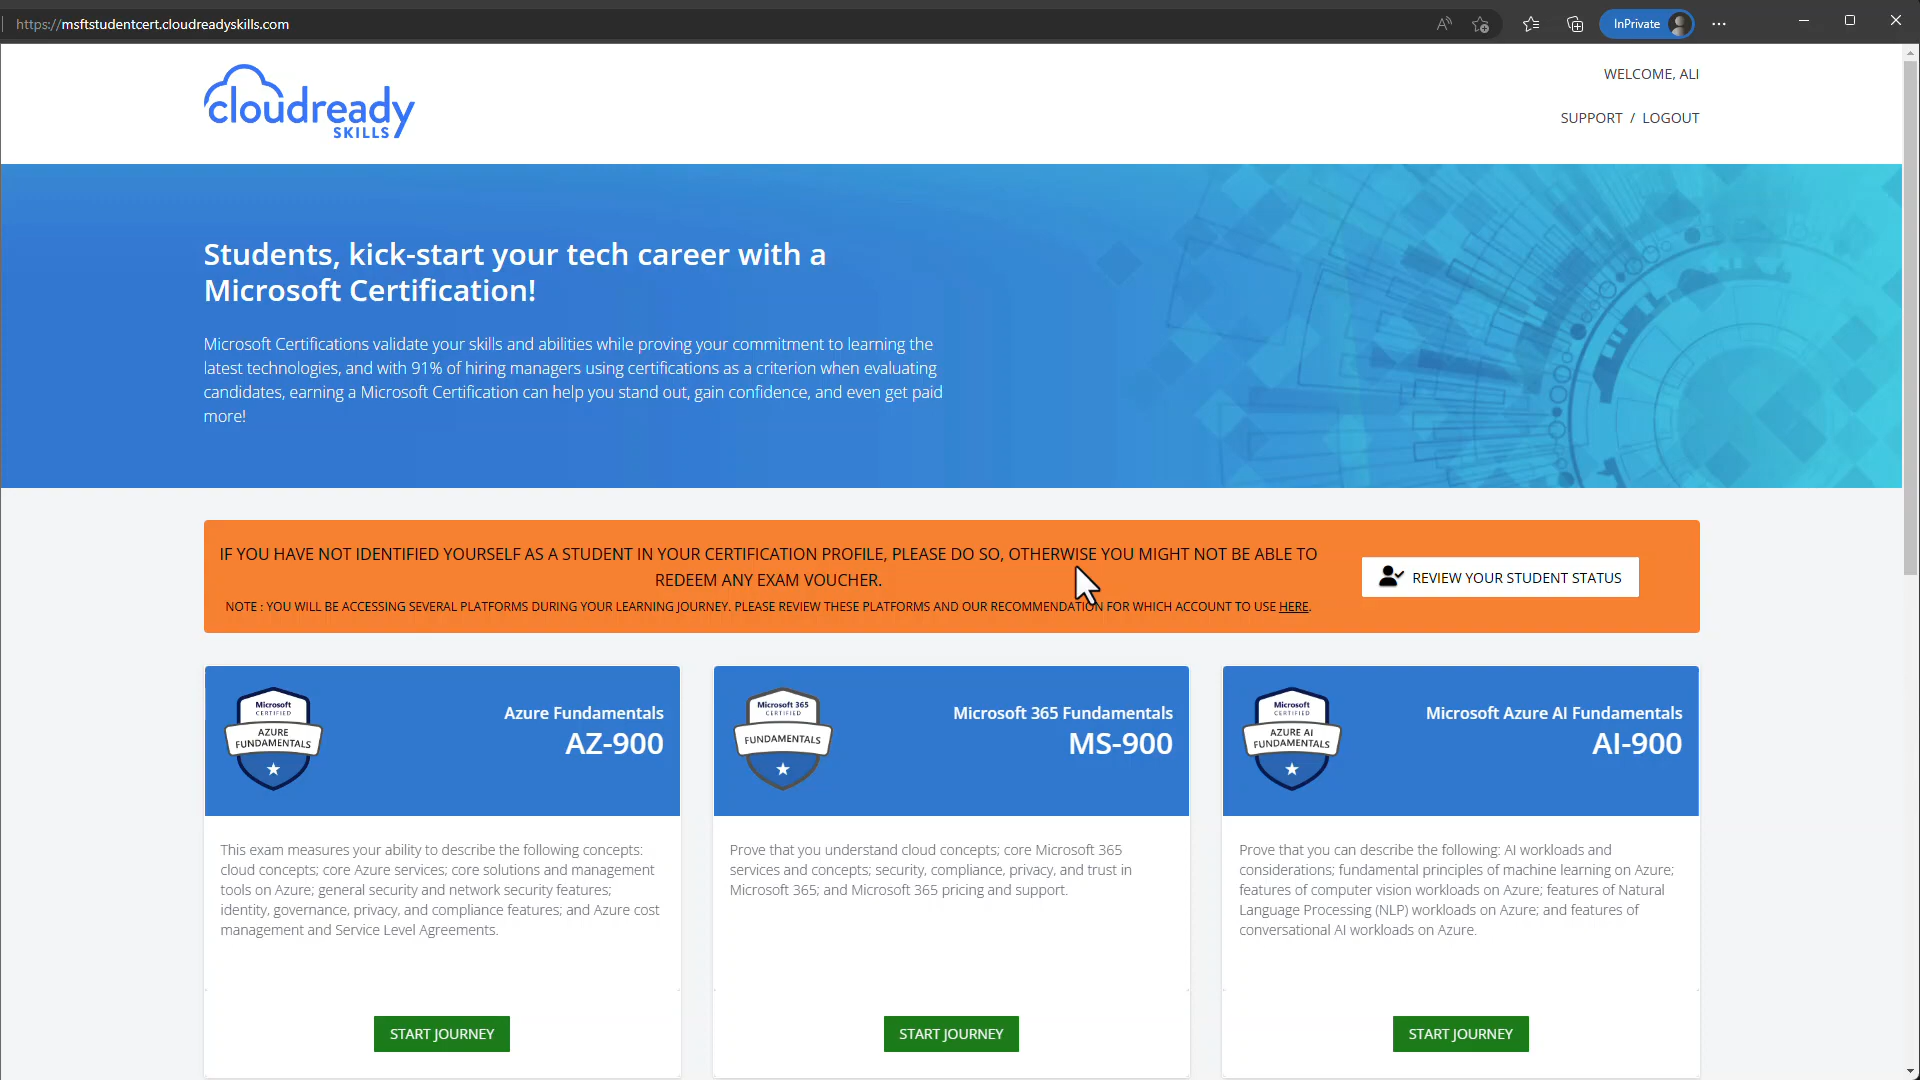 https://msftstudentcert.cloudreadyskills.com
InPrivate
cloudready
SKILLS
WELCOME, ALI
SUPPORT / LOGOUT
Students, kick-start your tech career with a
Microsoft Certification!
Microsoft Certifications validate your skills and abilities while proving your commitment to learning the
latest technologies, and with 91% of hiring managers using certifications as a criterion when evaluating
candidates, earning a Microsoft Certification can help you stand out, gain confidence, and even get paid
more!
IF YOU HAVE NOT IDENTIFIED YOURSELF AS A STUDENT IN YOUR CERTIFICATION PROFILE, PLEASE DO SO, OTHERWISE YOU MIGHT NOT BE ABLE TO
REDEEM ANY EXAM VOUCHER.
NOTE : YOU WILL BE ACCESSING SEVERAL PLATFORMS DURING YOUR LEARNING JOURNEY. PLEASE REVIEW THESE PLATFORMS AND OUR RECOMMENDATION FOR WHICH ACCOUNT TO USE HERE.
REVIEW YOUR STUDENT STATUS
Microsoft
CERTIFIED
AZURE
FUNDAMENTALS
Azure Fundamentals
AZ-900
This exam measures your ability to describe the following concepts:
cloud concepts; core Azure services; core solutions and management
tools on Azure; general security and network security features;
identity, governance, privacy, and compliance features; and Azure cost
management and Service Level Agreements.
START JOURNEY
Microsoft 365
CERTIFIED
FUNDAMENTALS
Microsoft 365 Fundamentals
MS-900
Prove that you understand cloud concepts; core Microsoft 365
services and concepts; security, compliance, privacy, and trust in
Microsoft 365; and Microsoft 365 pricing and support.
START JOURNEY
Microsoft
CERTIFIED
AZURE AI
FUNDAMENTALS
Microsoft Azure AI Fundamentals
AI-900
Prove that you can describe the following: AI workloads and
considerations; fundamental principles of machine learning on Azure;
features of computer vision workloads on Azure; features of Natural
Language Processing (NLP) workloads on Azure; and features of
conversational AI workloads on Azure.
START JOURNEY